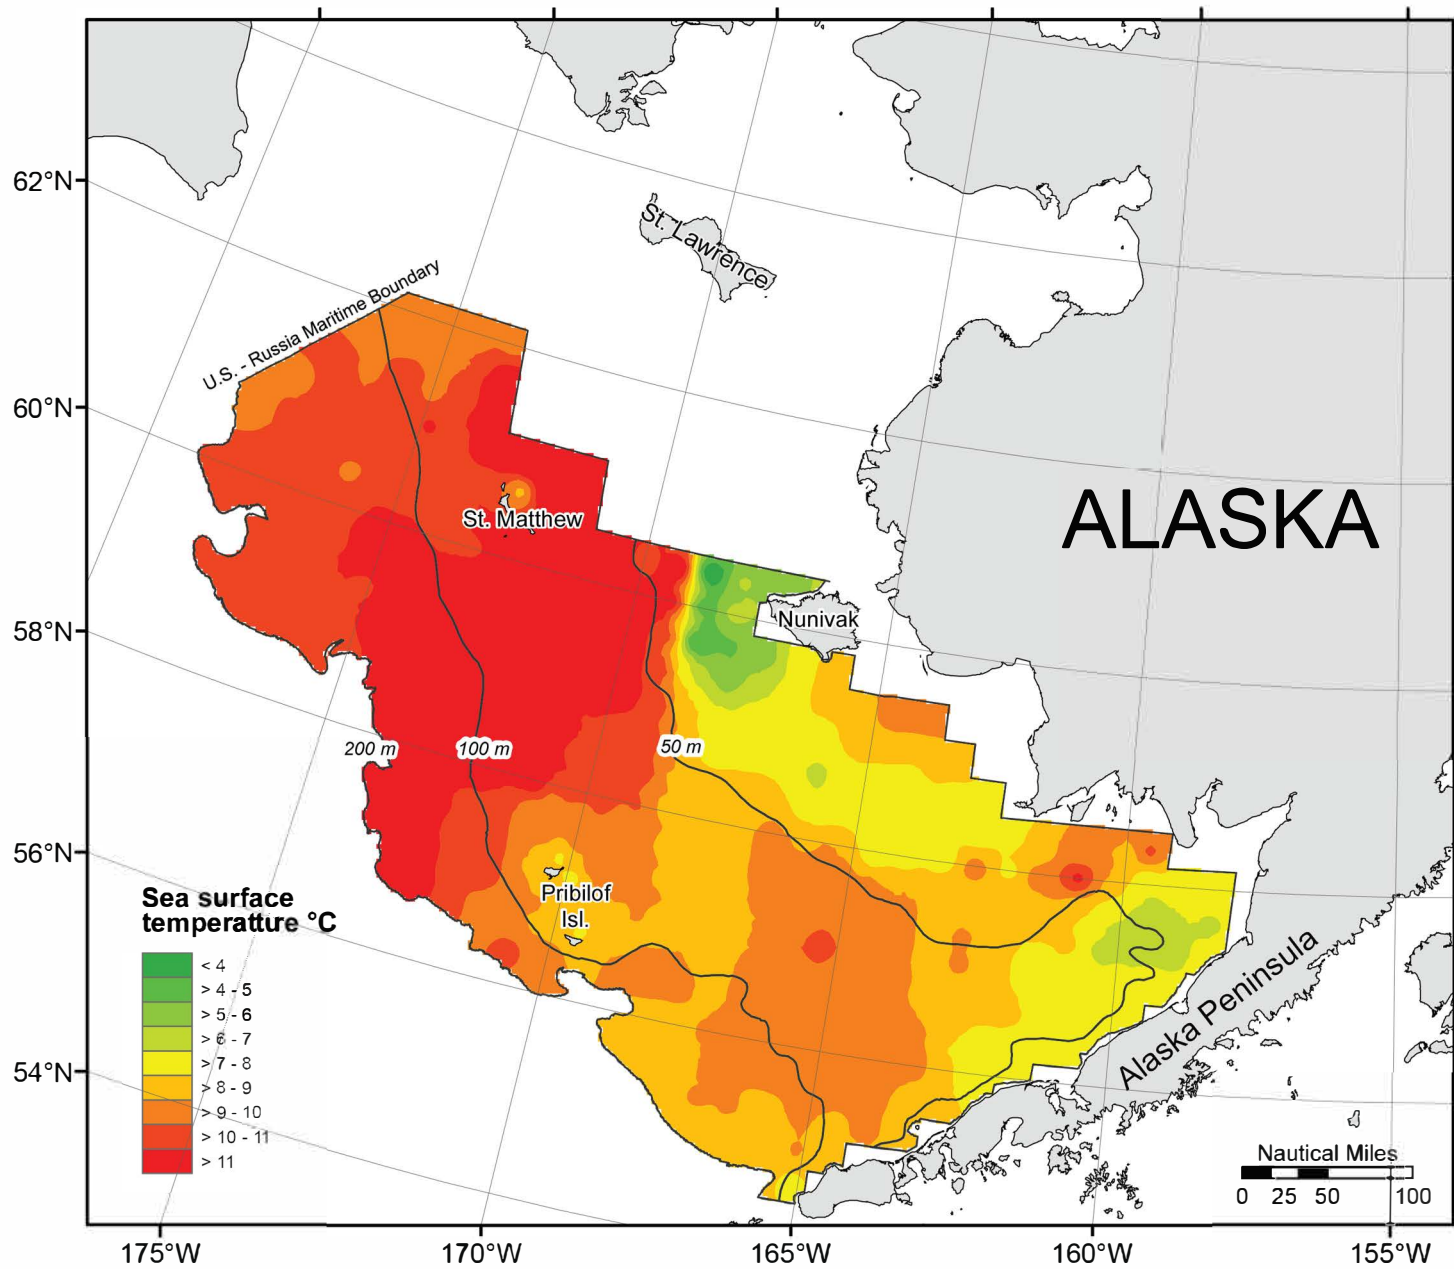 62°N
60°N
58°N
56°N
54°N
St. Lawrence
U.S. - Russia Maritime Boundary
ALASKA
St. Matthew
Nunivak
200 m
100 m
50 m
Pribilof
Isl.
Alaska Peninsula
Sea surface
temperatture °C
< 4
> 4 - 5
> 5 - 6
> 6 - 7
> 7 - 8
> 8 - 9
> 9 - 10
> 10 - 11
> 11
Nautical Miles
0 25 50 100
175°W 170°W 165°W 160°W 155°W